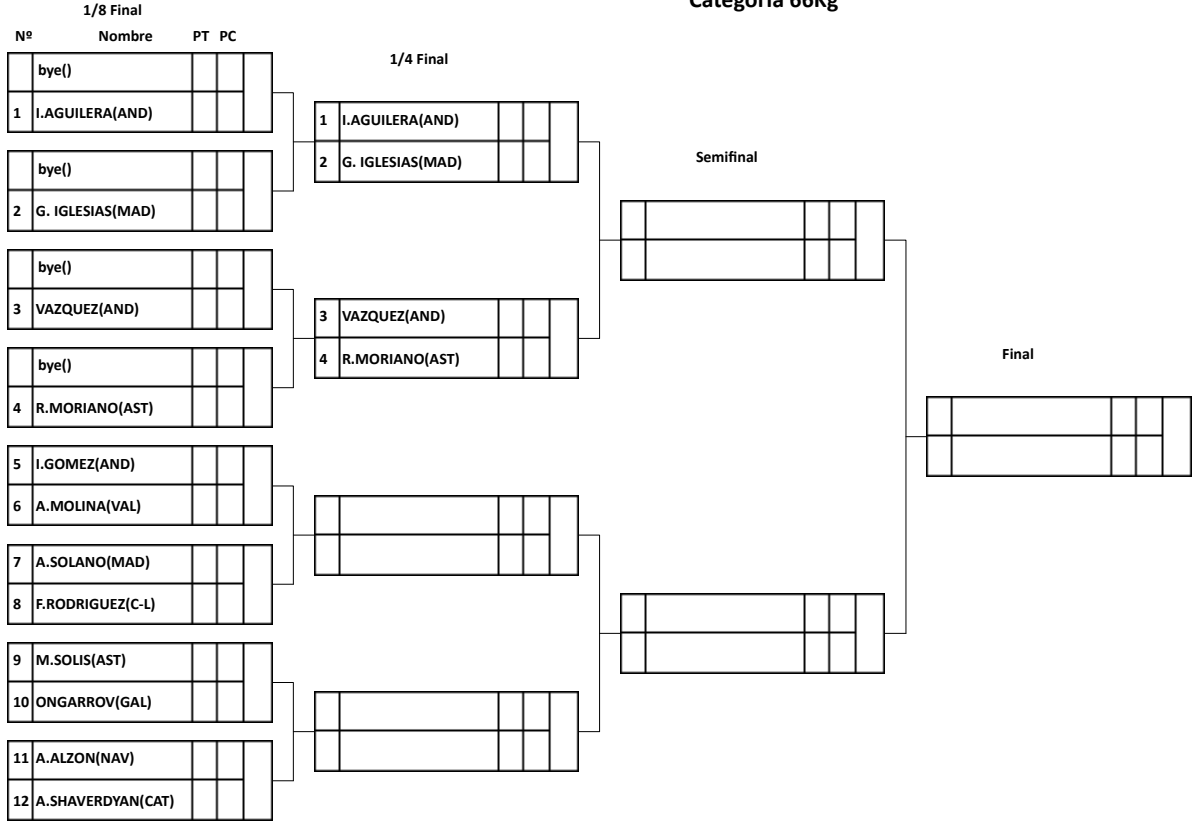 Categoría 66Kg
1/8 Final
Nº Nombre PT PC
bye()
1 I.AGUILERA(AND)
bye()
2 G. IGLESIAS(MAD)
bye()
3 VAZQUEZ(AND)
bye()
4 R.MORIANO(AST)
5 I.GOMEZ(AND)
6 A.MOLINA(VAL)
7 A.SOLANO(MAD)
8 F.RODRIGUEZ(C-L)
9 M.SOLIS(AST)
10 ONGARROV(GAL)
11 A.ALZON(NAV)
12 A.SHAVERDYAN(CAT)
1/4 Final
1 I.AGUILERA(AND)
2 G. IGLESIAS(MAD)
3 VAZQUEZ(AND)
4 R.MORIANO(AST)
Semifinal
Final